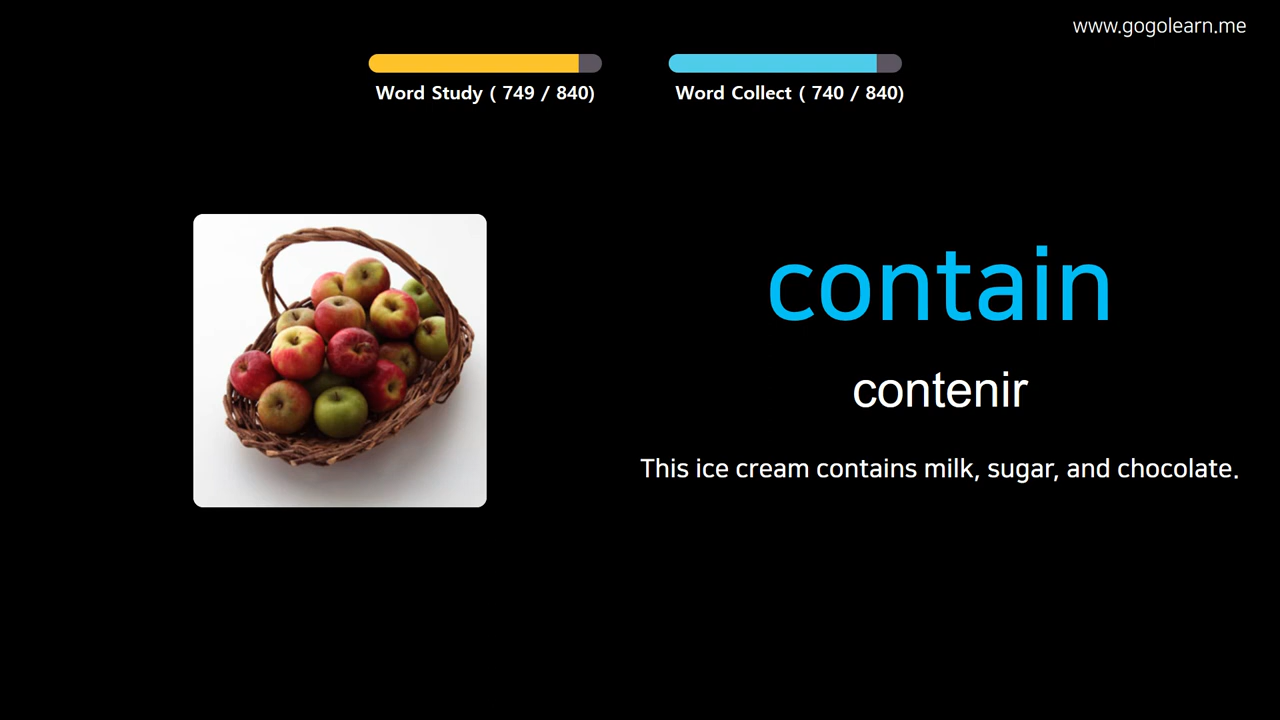 www.gogolearn.me
Word Study ( 749 / 840)
Word Collect ( 740 / 840)
contain
contenir
This ice cream contains milk, sugar, and chocolate.